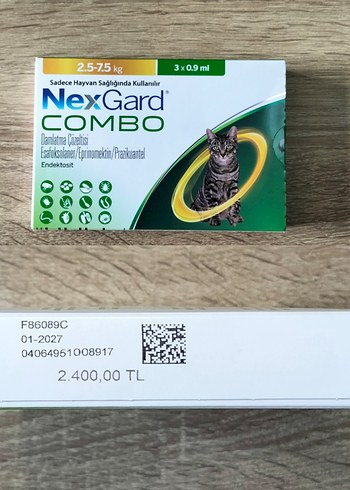 2.5-7.5 kg
3 x 0.9 ml
Sadece Hayvan Sağlığında Kullanılır
NexGard®
COMBO
Damlatma Çözeltisi
Esafoksolaner/Eprinomektin/Prazikuantel
Endektosit
F86089C
01-2027
04064951008917
2.400,00 TL